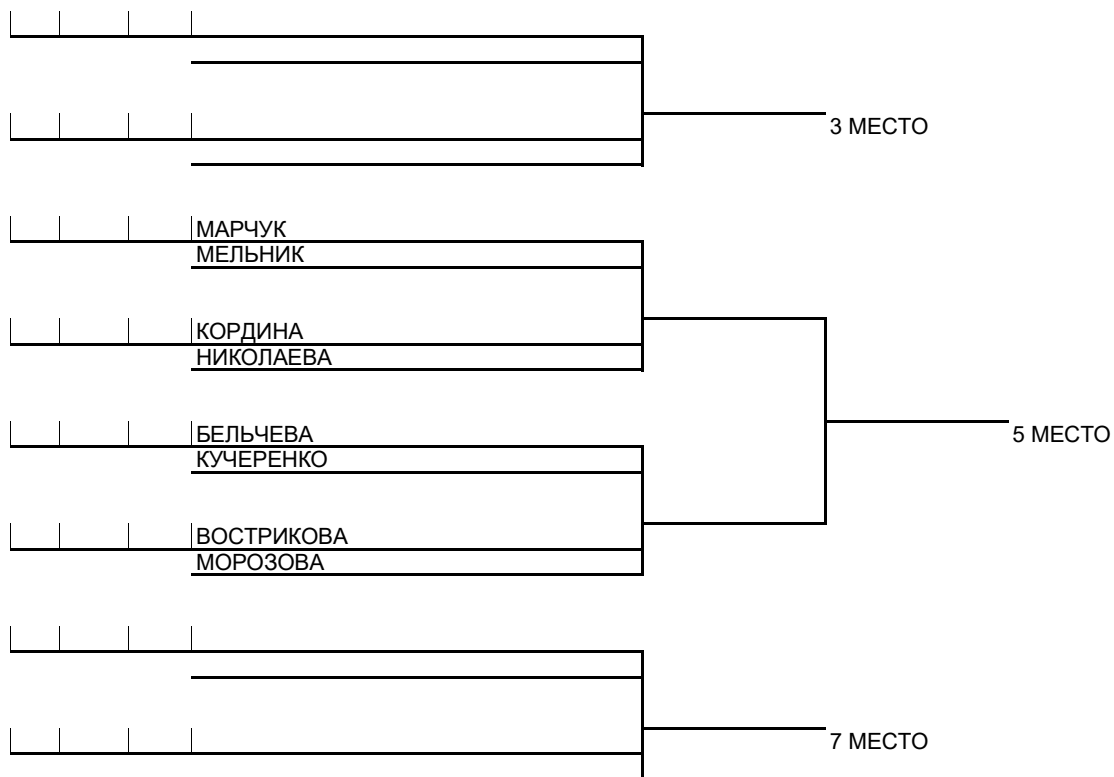 3 МЕСТО
МАРЧУК
МЕЛЬНИК
КОРДИНА
НИКОЛАЕВА
БЕЛЬЧЕВА
5 МЕСТО
КУЧЕРЕНКО
ВОСТРИКОВА
МОРОЗОВА
7 МЕСТО